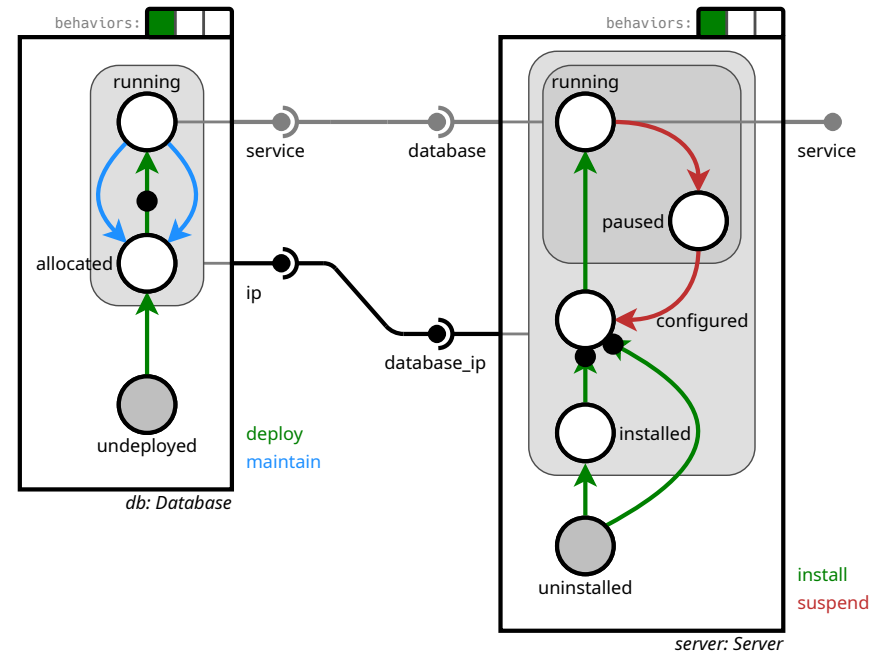 behaviors:
behaviors:
running
running
service
database
service
paused
allocated
ip
configured
database_ip
undeployed
deploy
installed
maintain
db: Database
install
uninstalled
suspend
server: Server